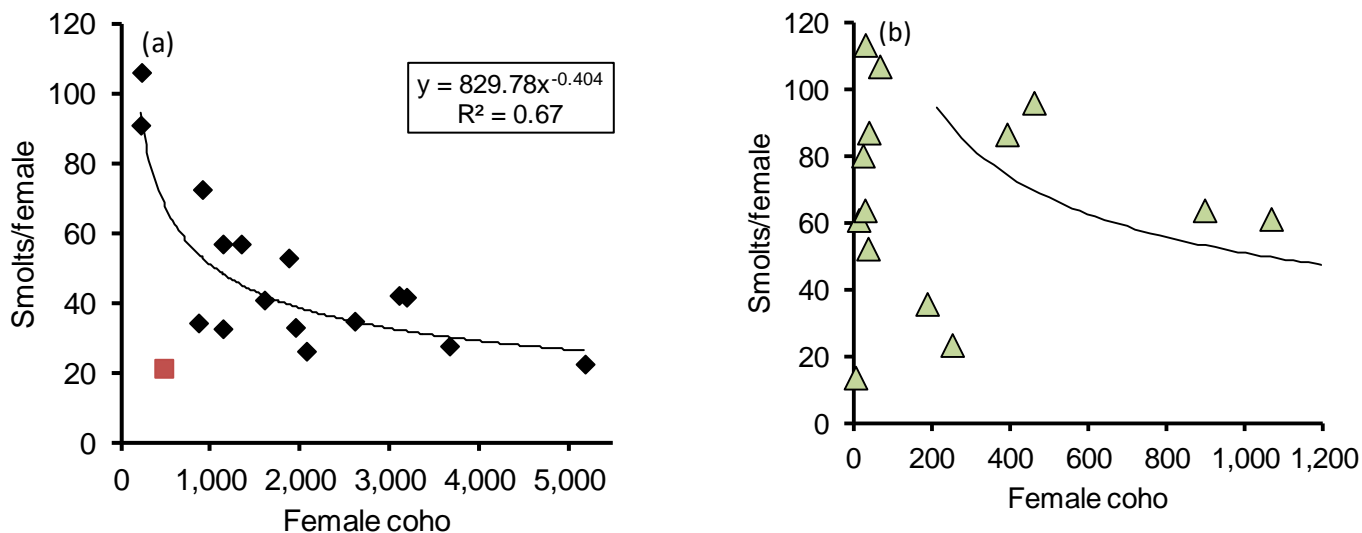 (a)
y = 829.78x^-0.404
R² = 0.67
Smolts/female
120
100
80
60
40
20
0
0 1,000 2,000 3,000 4,000 5,000
Female coho
(b)
Smolts/female
120
100
80
60
40
20
0
0 200 400 600 800 1,000 1,200
Female coho